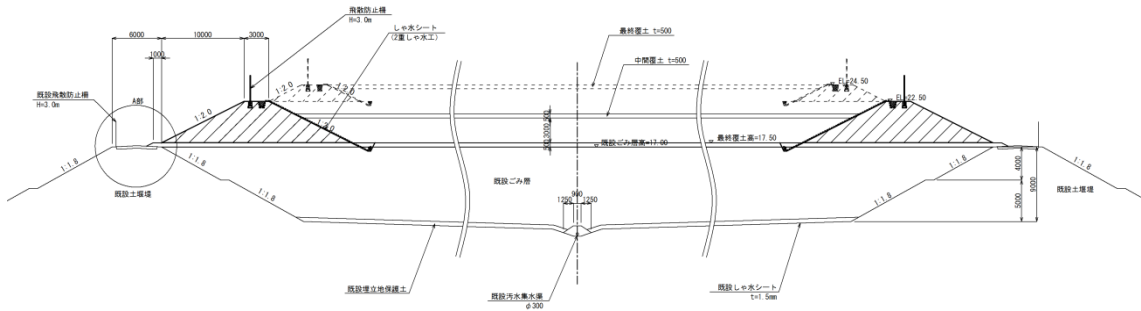 飛散防止柵
H=3.0m
しゃ水シート
(2重しゃ水工)
6000
10000
3000
1000
最終覆土 t=500
中間覆土 t=500
既設飛散防止柵
H=3.0m
A部
1:2.0
1:2.0
1:2.0
1:2.0
EL=24.50
EL=22.50
500
3000
500
既設ごみ層高=17.00
最終覆土高=17.50
1:1.8
1:1.8
1:1.8
1:1.8
既設土堰堤
既設ごみ層
既設土堰堤
4000
5000
9000
900
1250
1250
既設埋立地保護土
既設汚水集水渠
φ300
既設しゃ水シート
t=1.5mm